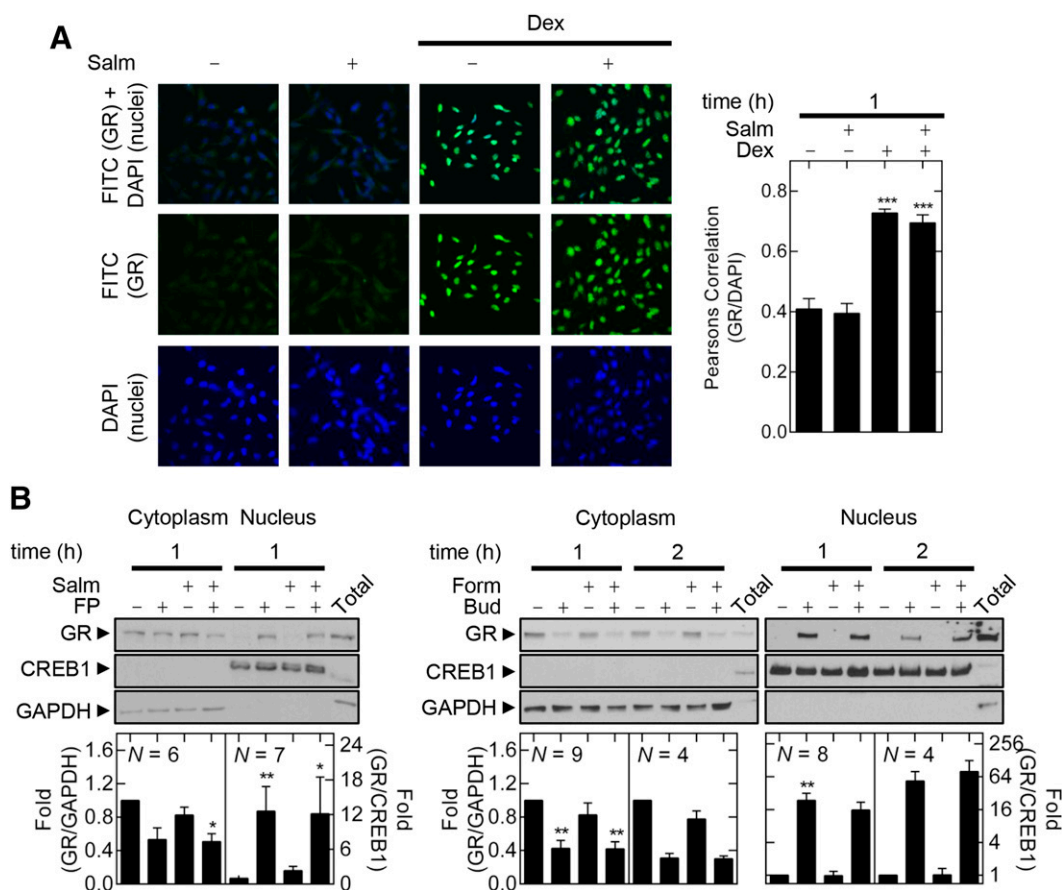 A
Dex
Salm − + − +
FITC (GR) +
DAPI (nuclei)
FITC
(GR)
DAPI
(nuclei)
time (h) 1
Salm + +
Dex − − + +
Pearsons Correlation
(GR/DAPI)
0.8
0.6
0.4
0.2
0.0
*** ***
B
Cytoplasm Nucleus
time (h) 1 1
Salm + + + +
FP − + − + − + − + Total
GR
CREB1
GAPDH
Fold
(GR/GAPDH)
1.6
1.2
0.8
0.4
0.0
N = 6 N = 7
* ** *
24
18
12
6
0
Fold
(GR/CREB1)
Cytoplasm Nucleus
time (h) 1 2 1 2
Form + + + + + + + +
Bud − + − + − + − + Total − + − + − + − + Total
GR
CREB1
GAPDH
Fold
(GR/GAPDH)
1.6
1.2
0.8
0.4
0.0
N = 9 N = 4
** **
N = 8 N = 4
**
256
64
16
4
1
Fold
(GR/CREB1)